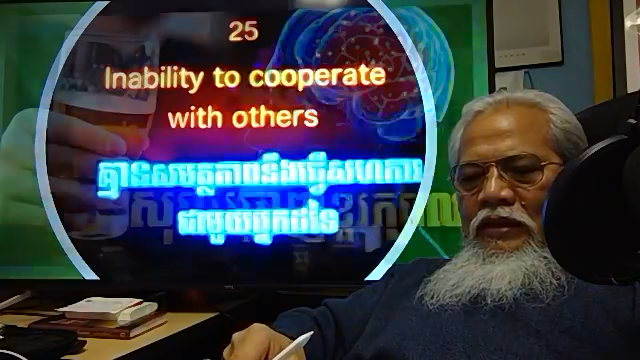 25
Inability to cooperate
with others
គ្មានសមត្ថភាពនឹងធ្វើសហការ
ជាមួយអ្នកដទៃ